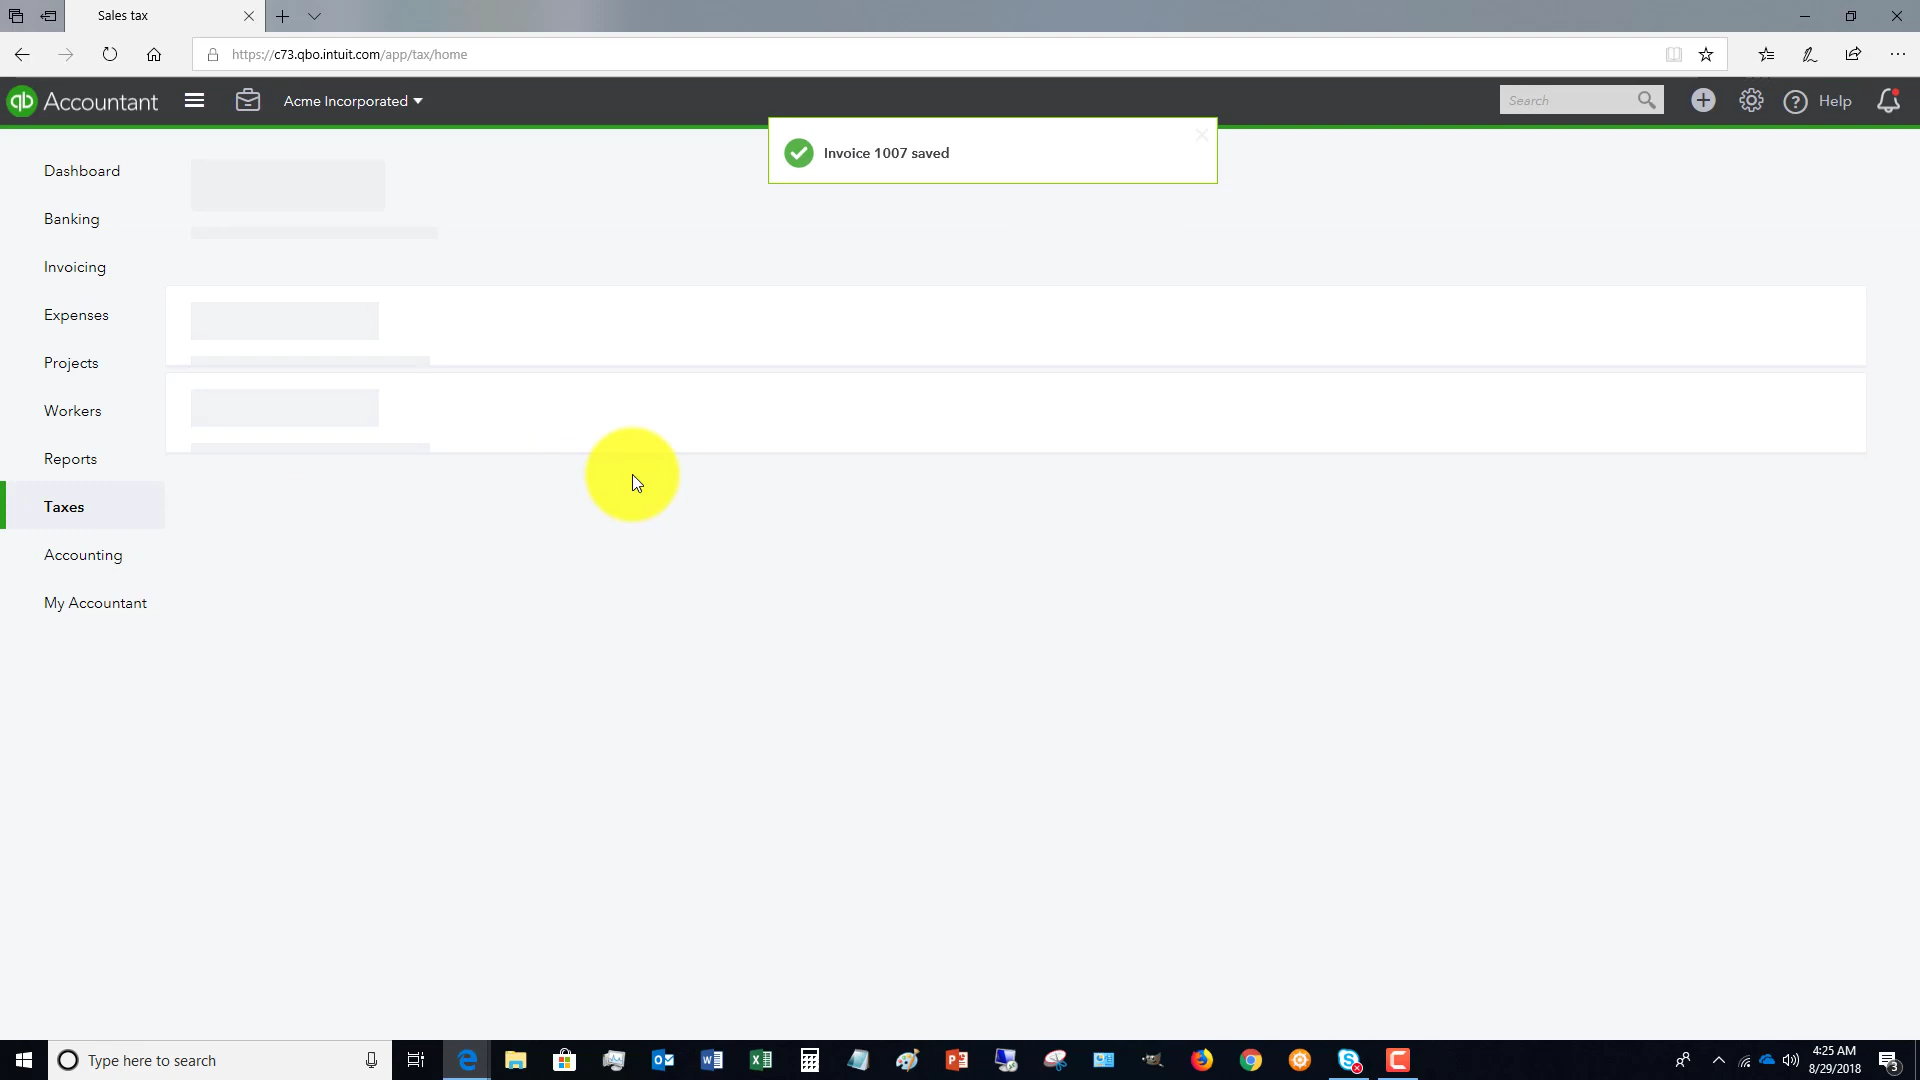 Sales tax
https://c73.qbo.intuit.com/app/tax/home
qb Accountant
Acme Incorporated
Search
Help
Invoice 1007 saved
Dashboard
Banking
Invoicing
Expenses
Projects
Workers
Reports
Taxes
Accounting
My Accountant
Type here to search
4:25 AM
8/29/2018
3